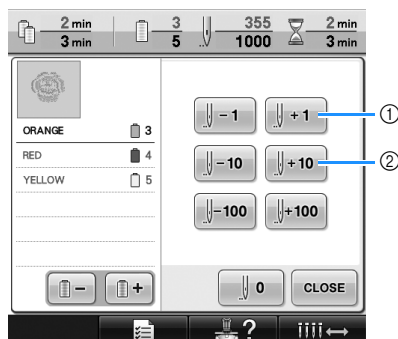 2 min 3 355 2 min
3 min 5 1000 3 min
ORANGE 3
RED 4
YELLOW 5
-1 +1 ①
-10 +10 ②
-100 +100
- + 0 CLOSE
?